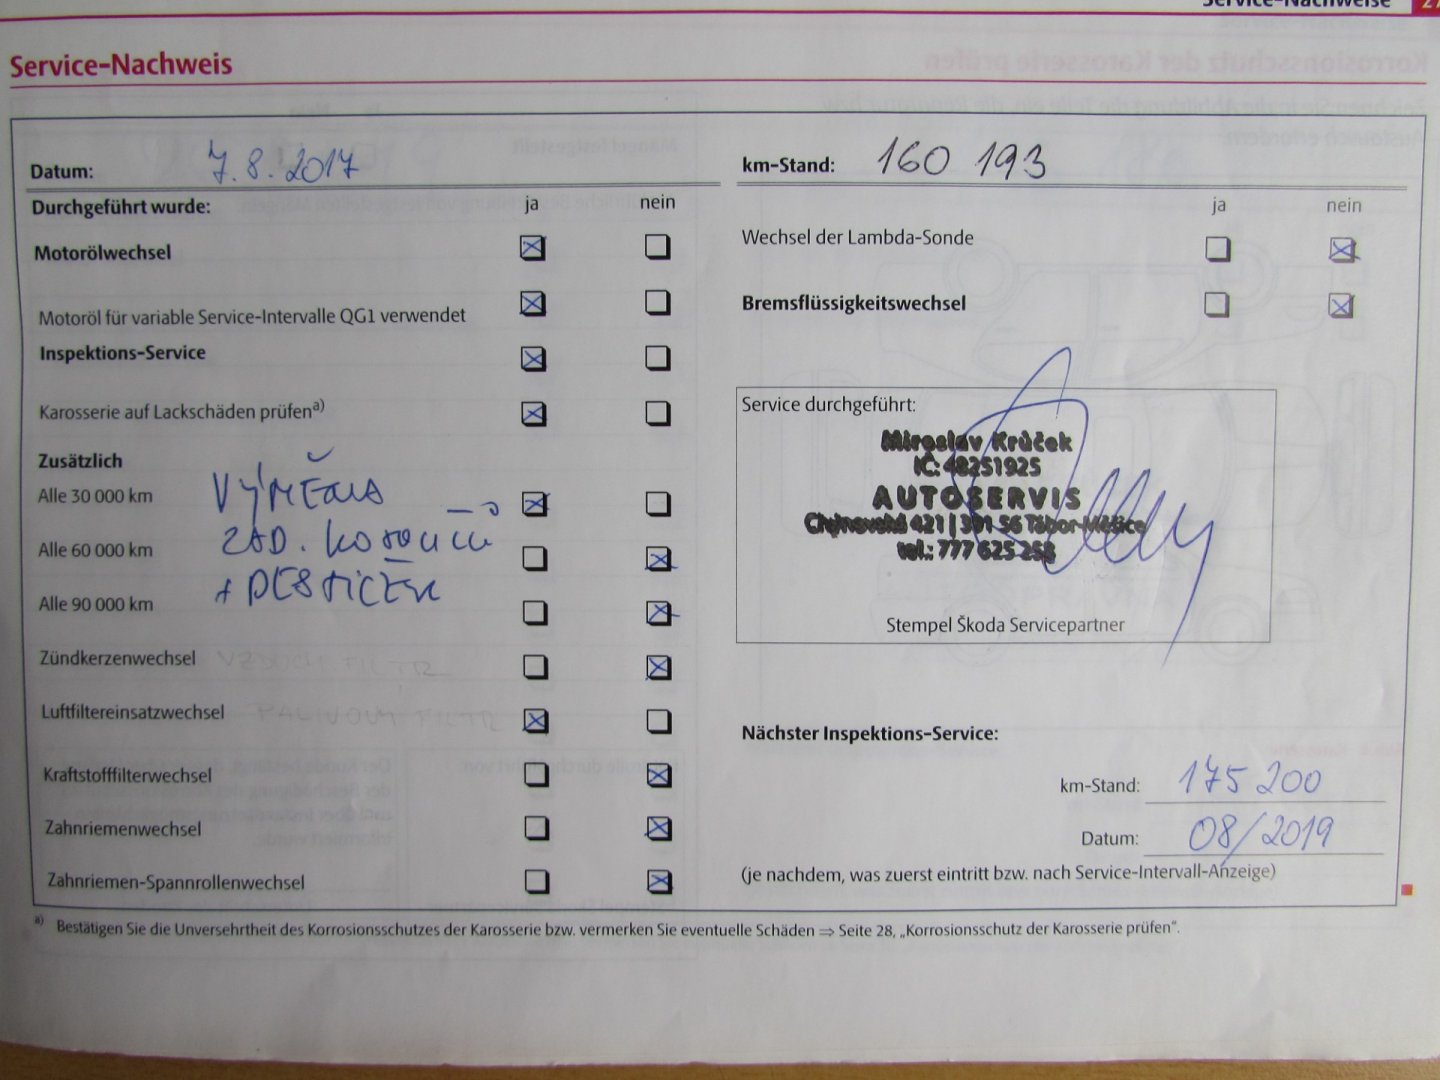 Service-Nachweise 27
Service-Nachweis
Datum: 7.8.2017
km-Stand: 160 193
Durchgeführt wurde: ja nein
ja nein
Motorölwechsel
Wechsel der Lambda-Sonde
Motoröl für variable Service-Intervalle QG1 verwendet
Bremsflüssigkeitswechsel
Inspektions-Service
Karosserie auf Lackschäden prüfen a)
Zusätzlich
Alle 30 000 km VÝMĚNA
Alle 60 000 km ZAD. KOTOUČŮ
Alle 90 000 km + DESTIČEK
Zündkerzenwechsel
Luftfiltereinsatzwechsel
Kraftstofffilterwechsel
Zahnriemenwechsel
Zahnriemen-Spannrollenwechsel
Service durchgeführt:
Miroslav Krůček
IČ: 48251925
AUTOSERVIS
Chýnovská 421 | 391 56 Tábor-Měšice
tel.: 777 625 258
Stempel Škoda Servicepartner
Nächster Inspektions-Service:
km-Stand: 175 200
Datum: 08/2019
(je nachdem, was zuerst eintritt bzw. nach Service-Intervall-Anzeige)
a) Bestätigen Sie die Unversehrtheit des Korrosionsschutzes der Karosserie bzw. vermerken Sie eventuelle Schäden ⇒ Seite 28, „Korrosionsschutz der Karosserie prüfen“.